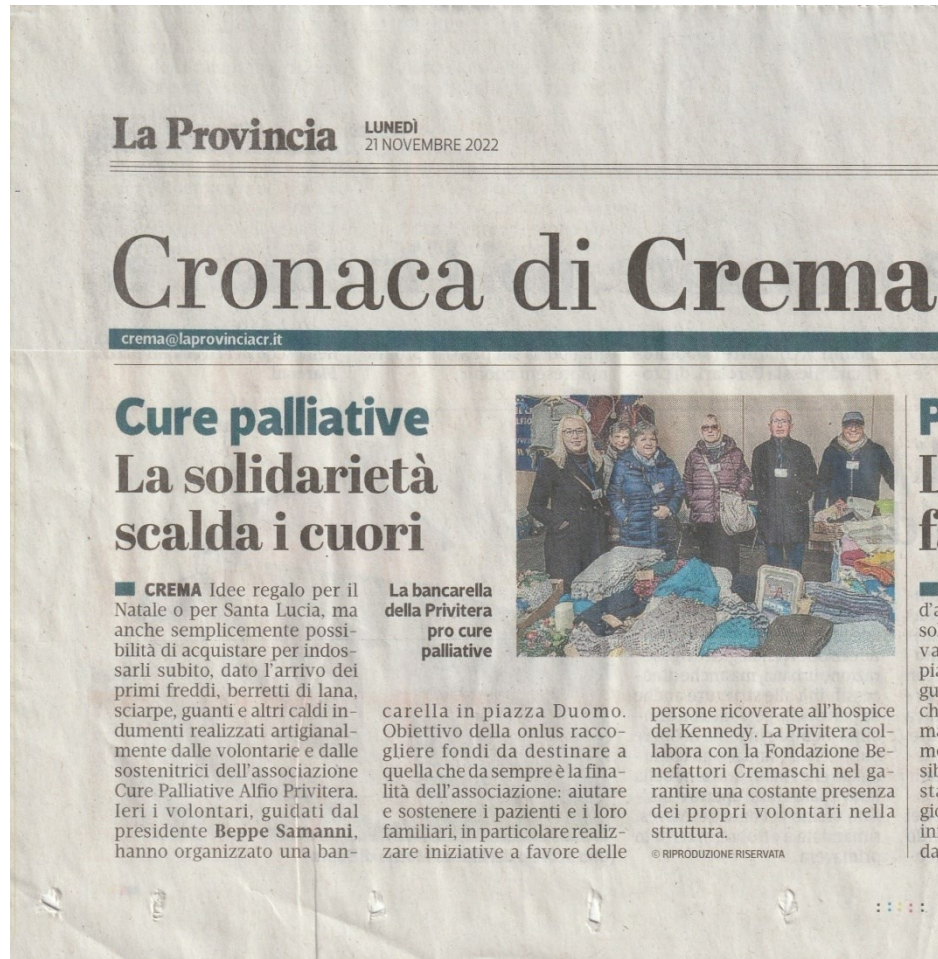 La Provincia
LUNEDÌ
21 NOVEMBRE 2022
Cronaca di Crema
crema@laprovinciacr.it
Cure palliative
La solidarietà
scalda i cuori
CREMA Idee regalo per il
Natale o per Santa Lucia, ma
anche semplicemente possi-
bilità di acquistare per indos-
sarli subito, dato l'arrivo dei
primi freddi, berretti di lana,
sciarpe, guanti e altri caldi in-
dumenti realizzati artigianal-
mente dalle volontarie e dalle
sostenitrici dell'associazione
Cure Palliative Alfio Privitera.
Ieri i volontari, guidati dal
presidente Beppe Samanni,
hanno organizzato una ban-
La bancarella
della Privitera
pro cure
palliative
carella in piazza Duomo.
Obiettivo della onlus racco-
gliere fondi da destinare a
quella che da sempre è la fina-
lità dell'associazione: aiutare
e sostenere i pazienti e i loro
familiari, in particolare realiz-
zare iniziative a favore delle
persone ricoverate all'hospice
del Kennedy. La Privitera col-
labora con la Fondazione Be-
nefattori Cremaschi nel ga-
rantire una costante presenza
dei propri volontari nella
struttura.
© RIPRODUZIONE RISERVATA